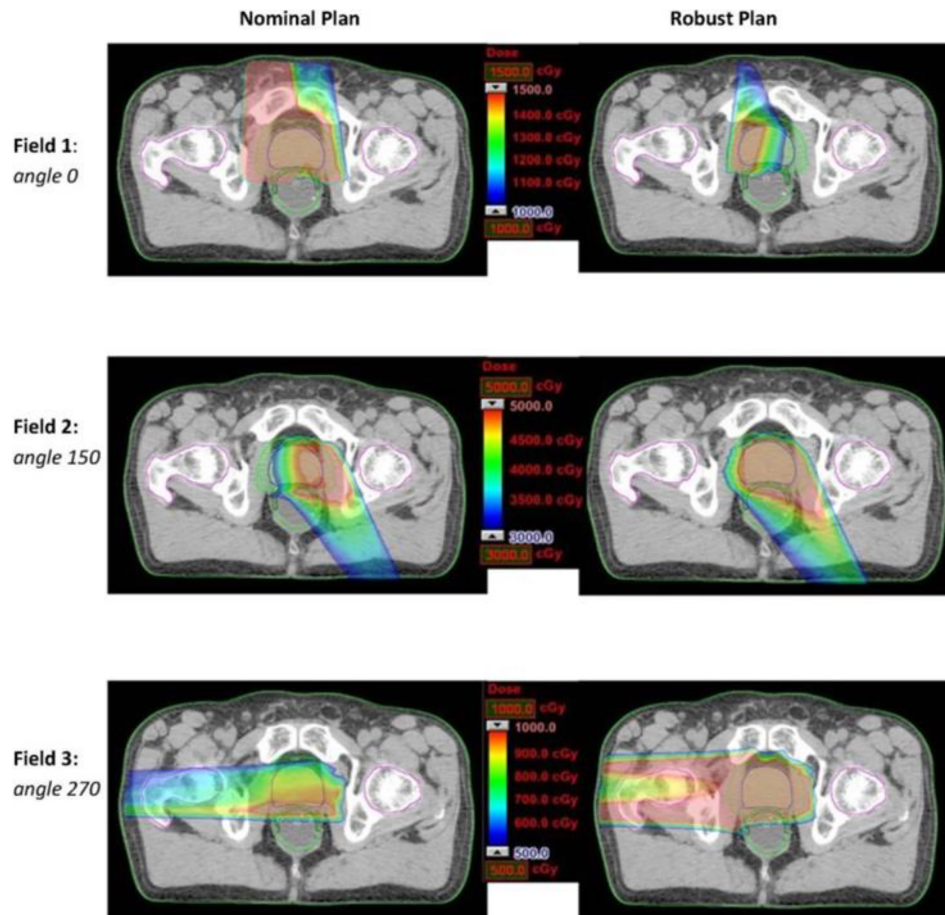 Nominal Plan
Robust Plan
Field 1:
angle 0
Dose
1500.0 cGy
1500.0
1400.0 cGy
1300.0 cGy
1200.0 cGy
1100.0 cGy
1000.0
1000.0 cGy
Field 2:
angle 150
Dose
5000.0 cGy
5000.0
4500.0 cGy
4000.0 cGy
3500.0 cGy
3000.0
3000.0 cGy
Field 3:
angle 270
Dose
1000.0 cGy
1000.0
900.0 cGy
800.0 cGy
700.0 cGy
600.0 cGy
500.0
500.0 cGy